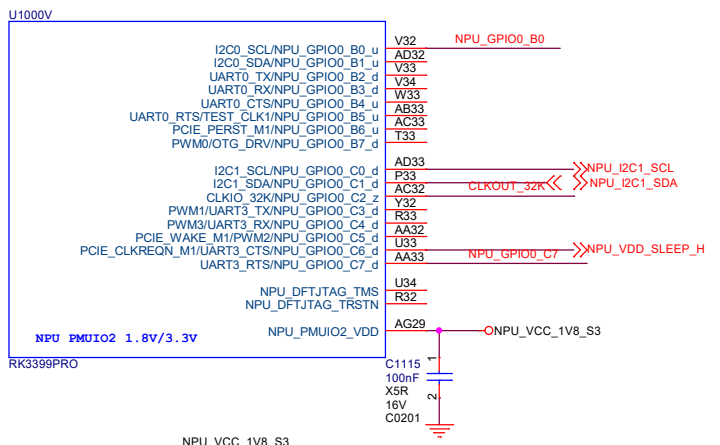 U1000V
I2C0_SCL/NPU_GPIO0_B0_u V32 NPU_GPIO0_B0
I2C0_SDA/NPU_GPIO0_B1_u AD32
UART0_TX/NPU_GPIO0_B2_d V33
UART0_RX/NPU_GPIO0_B3_d V34
UART0_CTS/NPU_GPIO0_B4_u W33
UART0_RTS/TEST_CLK1/NPU_GPIO0_B5_u AB33
PCIE_PERST_M1/NPU_GPIO0_B6_u AC33
PWM0/OTG_DRV/NPU_GPIO0_B7_d T33
I2C1_SCL/NPU_GPIO0_C0_d AD33 NPU_I2C1_SCL
I2C1_SDA/NPU_GPIO0_C1_d P33 CLKOUT_32K NPU_I2C1_SDA
CLKIO_32K/NPU_GPIO0_C2_z AC32
PWM1/UART3_TX/NPU_GPIO0_C3_d Y32
PWM3/UART3_RX/NPU_GPIO0_C4_d R33
PCIE_WAKE_M1/PWM2/NPU_GPIO0_C5_d AA32
PCIE_CLKREQN_M1/UART3_CTS/NPU_GPIO0_C6_d U33 NPU_VDD_SLEEP_H
UART3_RTS/NPU_GPIO0_C7_d AA33 NPU_GPIO0_C7
NPU_DFTJTAG_TMS U34
NPU_DFTJTAG_TRSTN R32
NPU PMUIO2 1.8V/3.3V NPU_PMUIO2_VDD AG29 NPU_VCC_1V8_S3
RK3399PRO
C1115 1
100nF
X5R
16V 2
C0201
NPU_VCC_1V8_S3